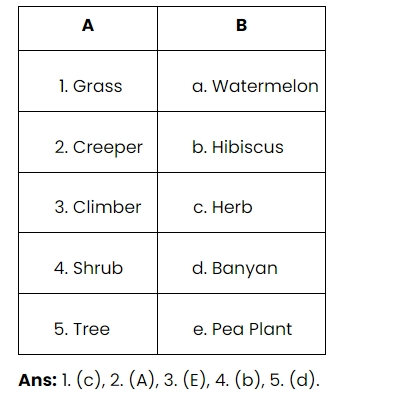 A B
1. Grass a. Watermelon
2. Creeper b. Hibiscus
3. Climber c. Herb
4. Shrub d. Banyan
5. Tree e. Pea Plant
Ans: 1. (c), 2. (A), 3. (E), 4. (b), 5. (d).